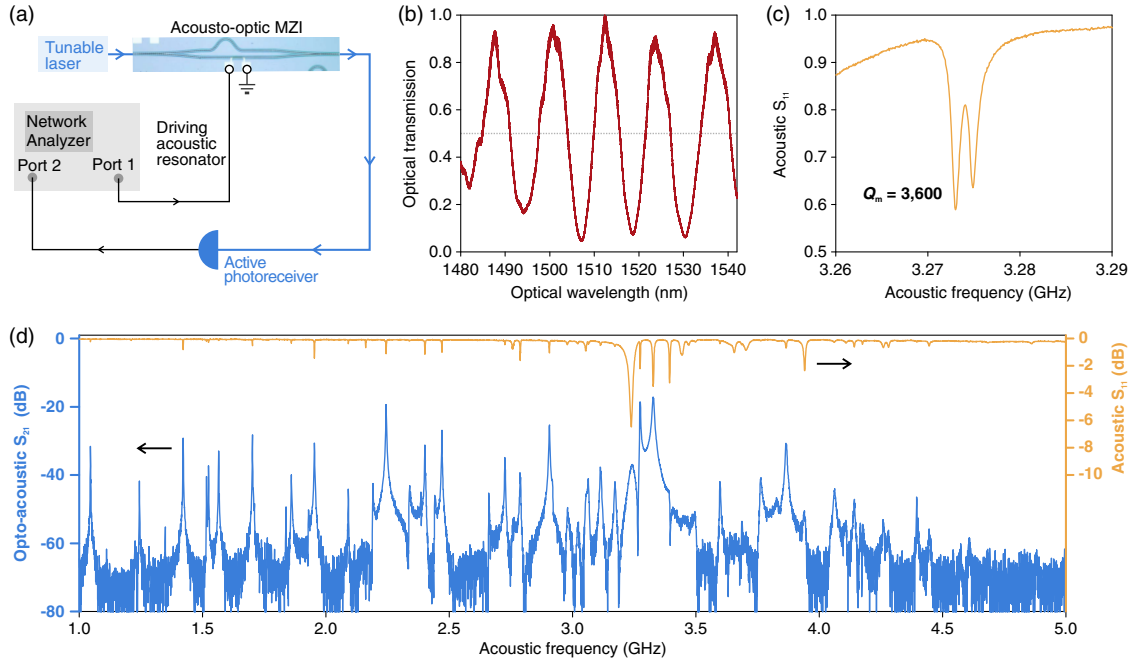 (a)
Acousto-optic MZI
Tunable
laser
Network
Analyzer
Port 2
Port 1
Driving
acoustic
resonator
Active
photoreceiver
(b)
Optical transmission
1.0
0.8
0.6
0.4
0.2
0.0
1480 1490 1500 1510 1520 1530 1540
Optical wavelength (nm)
(c)
Acoustic S11
1.0
0.9
0.8
0.7
0.6
0.5
Qm = 3,600
3.26 3.27 3.28 3.29
Acoustic frequency (GHz)
(d)
Opto-acoustic S21 (dB)
0
-20
-40
-60
-80
0
-2
-4
-6
-8
-10
Acoustic S11 (dB)
1.0 1.5 2.0 2.5 3.0 3.5 4.0 4.5 5.0
Acoustic frequency (GHz)